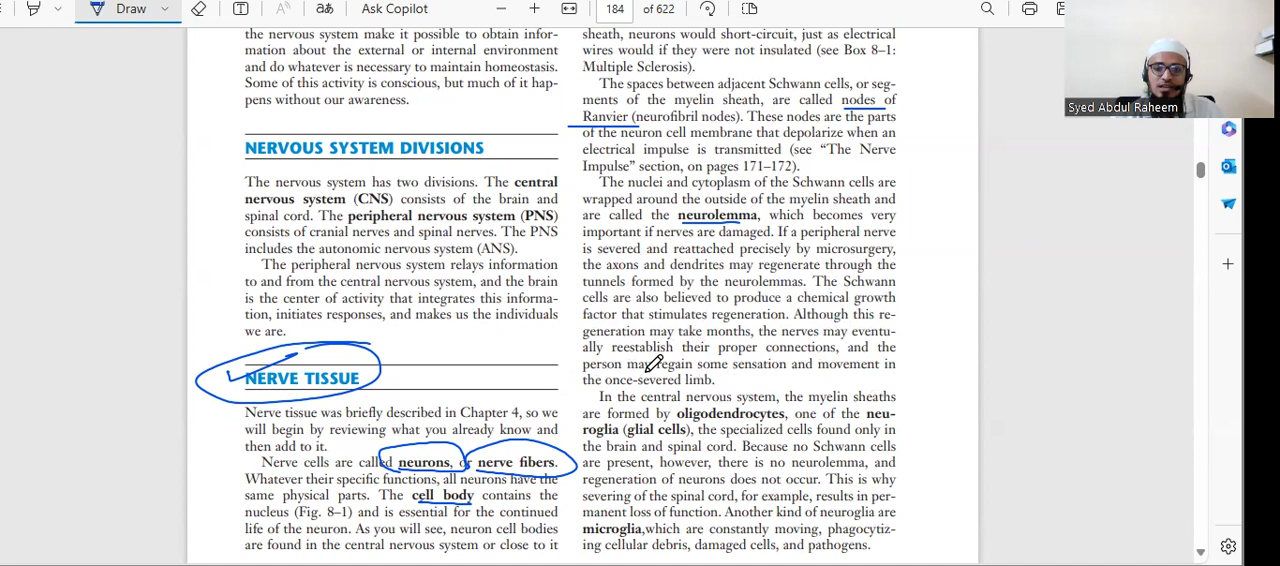 Draw
Ask Copilot
184 of 622
Syed Abdul Raheem
the nervous system make it possible to obtain infor-
mation about the external or internal environment
and do whatever is necessary to maintain homeostasis.
Some of this activity is conscious, but much of it hap-
pens without our awareness.
NERVOUS SYSTEM DIVISIONS
The nervous system has two divisions. The central
nervous system (CNS) consists of the brain and
spinal cord. The peripheral nervous system (PNS)
consists of cranial nerves and spinal nerves. The PNS
includes the autonomic nervous system (ANS).
The peripheral nervous system relays information
to and from the central nervous system, and the brain
is the center of activity that integrates this informa-
tion, initiates responses, and makes us the individuals
we are.
NERVE TISSUE
Nerve tissue was briefly described in Chapter 4, so we
will begin by reviewing what you already know and
then add to it.
Nerve cells are called neurons, or nerve fibers.
Whatever their specific functions, all neurons have the
same physical parts. The cell body contains the
nucleus (Fig. 8–1) and is essential for the continued
life of the neuron. As you will see, neuron cell bodies
are found in the central nervous system or close to it
sheath, neurons would short-circuit, just as electrical
wires would if they were not insulated (see Box 8–1:
Multiple Sclerosis).
The spaces between adjacent Schwann cells, or seg-
ments of the myelin sheath, are called nodes of
Ranvier (neurofibril nodes). These nodes are the parts
of the neuron cell membrane that depolarize when an
electrical impulse is transmitted (see “The Nerve
Impulse” section, on pages 171–172).
The nuclei and cytoplasm of the Schwann cells are
wrapped around the outside of the myelin sheath and
are called the neurolemma, which becomes very
important if nerves are damaged. If a peripheral nerve
is severed and reattached precisely by microsurgery,
the axons and dendrites may regenerate through the
tunnels formed by the neurolemmas. The Schwann
cells are also believed to produce a chemical growth
factor that stimulates regeneration. Although this re-
generation may take months, the nerves may eventu-
ally reestablish their proper connections, and the
person may regain some sensation and movement in
the once-severed limb.
In the central nervous system, the myelin sheaths
are formed by oligodendrocytes, one of the neu-
roglia (glial cells), the specialized cells found only in
the brain and spinal cord. Because no Schwann cells
are present, however, there is no neurolemma, and
regeneration of neurons does not occur. This is why
severing of the spinal cord, for example, results in per-
manent loss of function. Another kind of neuroglia are
microglia, which are constantly moving, phagocytiz-
ing cellular debris, damaged cells, and pathogens.